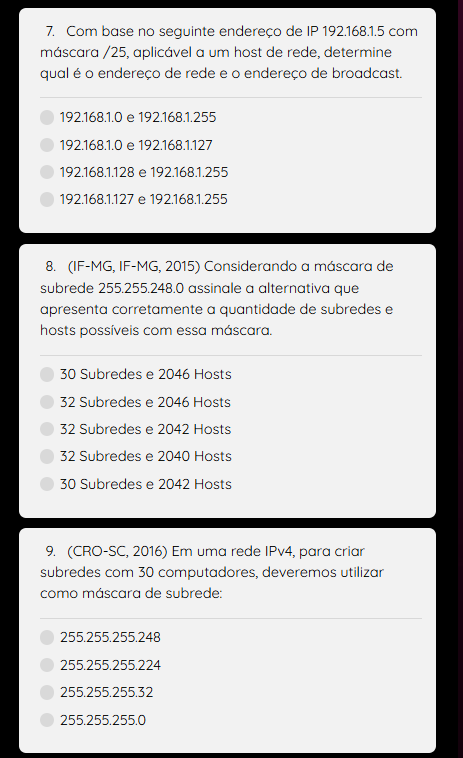 7. Com base no seguinte endereço de IP 192.168.1.5 com
máscara /25, aplicável a um host de rede, determine
qual é o endereço de rede e o endereço de broadcast.
192.168.1.0 e 192.168.1.255
192.168.1.0 e 192.168.1.127
192.168.1.128 e 192.168.1.255
192.168.1.127 e 192.168.1.255
8. (IF-MG, IF-MG, 2015) Considerando a máscara de
subrede 255.255.248.0 assinale a alternativa que
apresenta corretamente a quantidade de subredes e
hosts possíveis com essa máscara.
30 Subredes e 2046 Hosts
32 Subredes e 2046 Hosts
32 Subredes e 2042 Hosts
32 Subredes e 2040 Hosts
30 Subredes e 2042 Hosts
9. (CRO-SC, 2016) Em uma rede IPv4, para criar
subredes com 30 computadores, deveremos utilizar
como máscara de subrede:
255.255.255.248
255.255.255.224
255.255.255.32
255.255.255.0